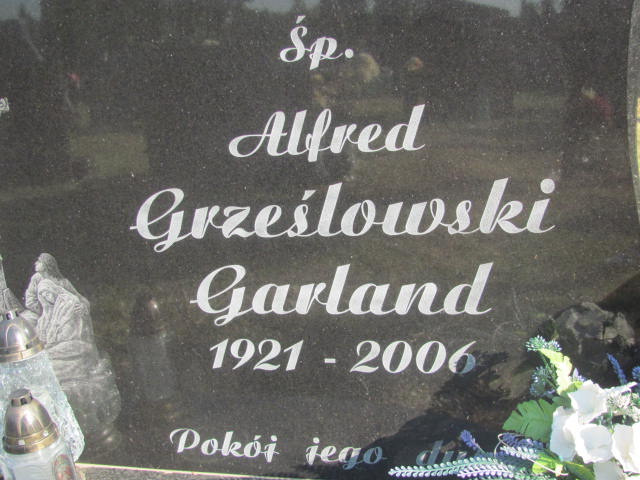 Śp.
Alfred
Grześlowski
Garland
1921 - 2006
Pokój jego